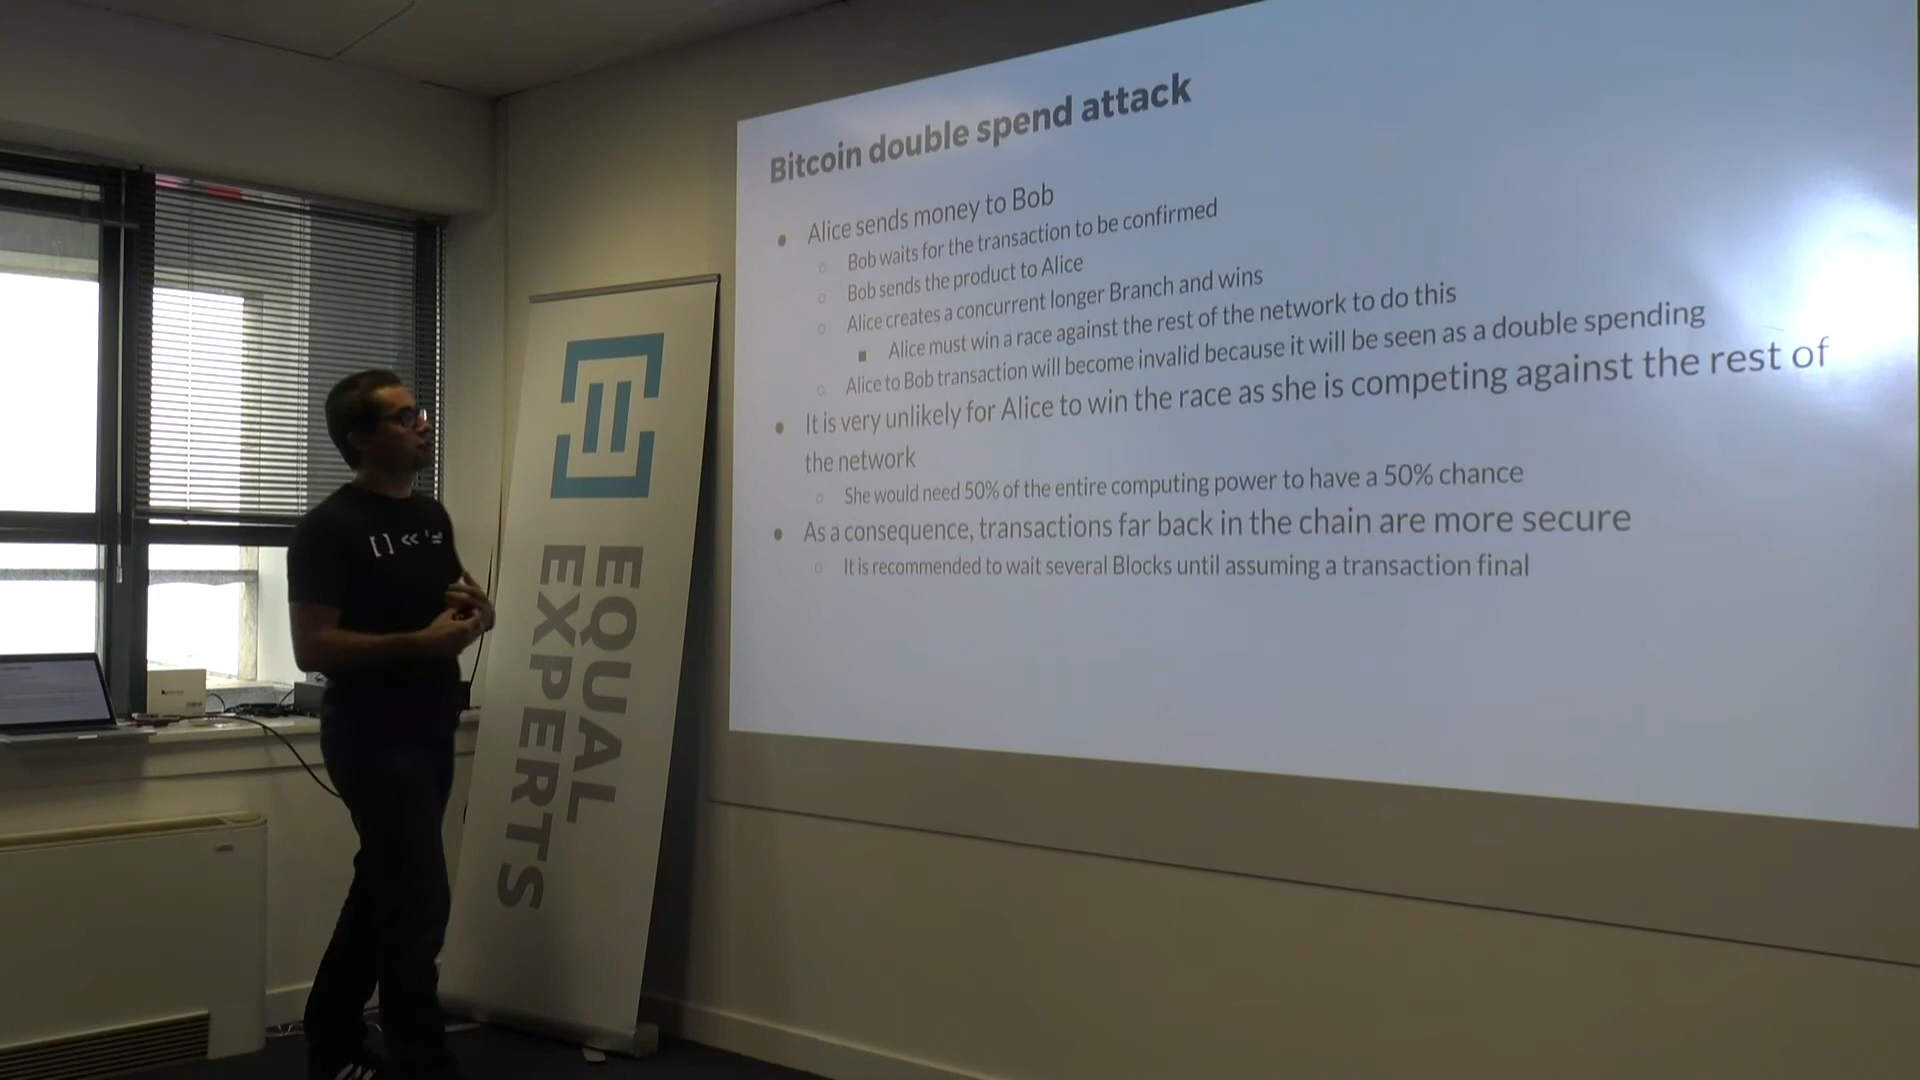 Bitcoin double spend attack
Alice sends money to Bob
Bob waits for the transaction to be confirmed
Bob sends the product to Alice
Alice creates a concurrent longer Branch and wins
Alice must win a race against the rest of the network to do this
Alice to Bob transaction will become invalid because it will be seen as a double spending
It is very unlikely for Alice to win the race as she is competing against the rest of
the network
She would need 50% of the entire computing power to have a 50% chance
As a consequence, transactions far back in the chain are more secure
It is recommended to wait several Blocks until assuming a transaction final
EQUAL
EXPERTS